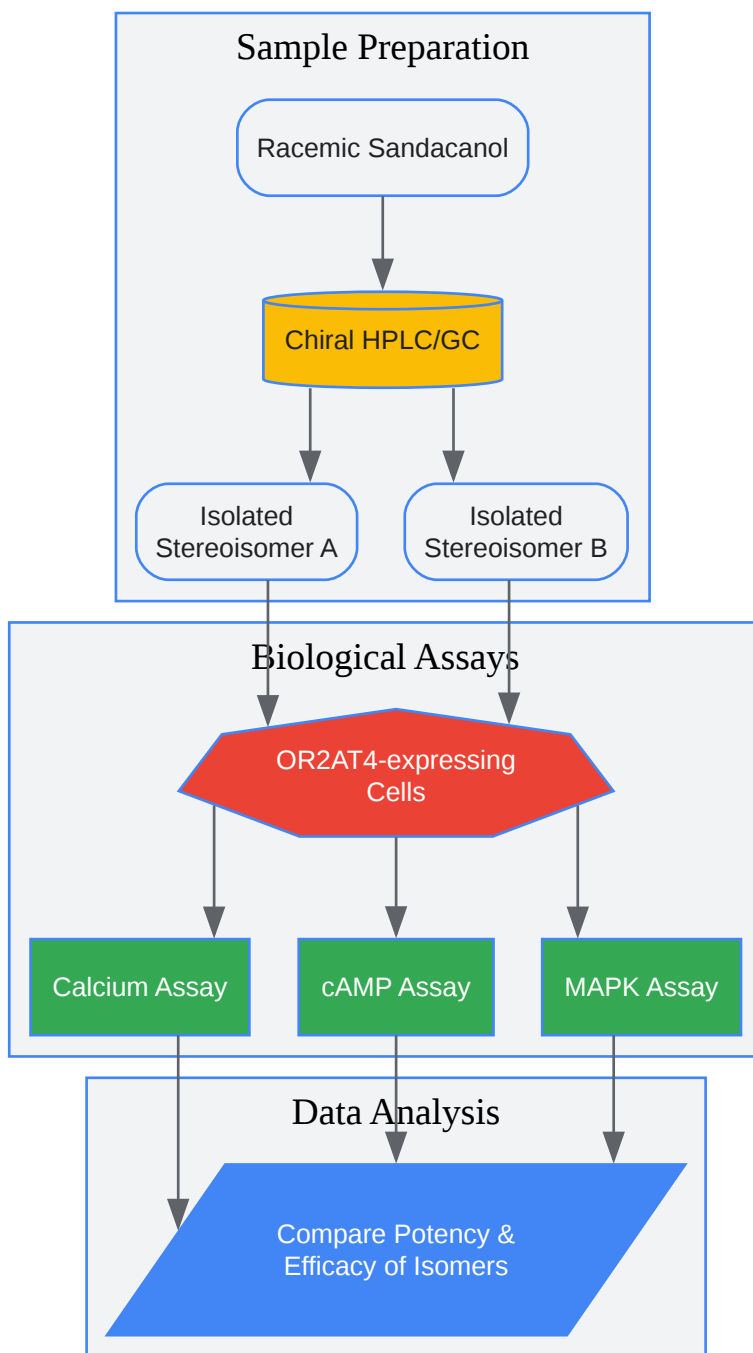 Sample Preparation
Racemic Sandacanol
Chiral HPLC/GC
Isolated
Stereoisomer A
Isolated
Stereoisomer B
Biological Assays
OR2AT4-expressing
Cells
Calcium Assay
cAMP Assay
MAPK Assay
Data Analysis
Compare Potency &
Efficacy of Isomers